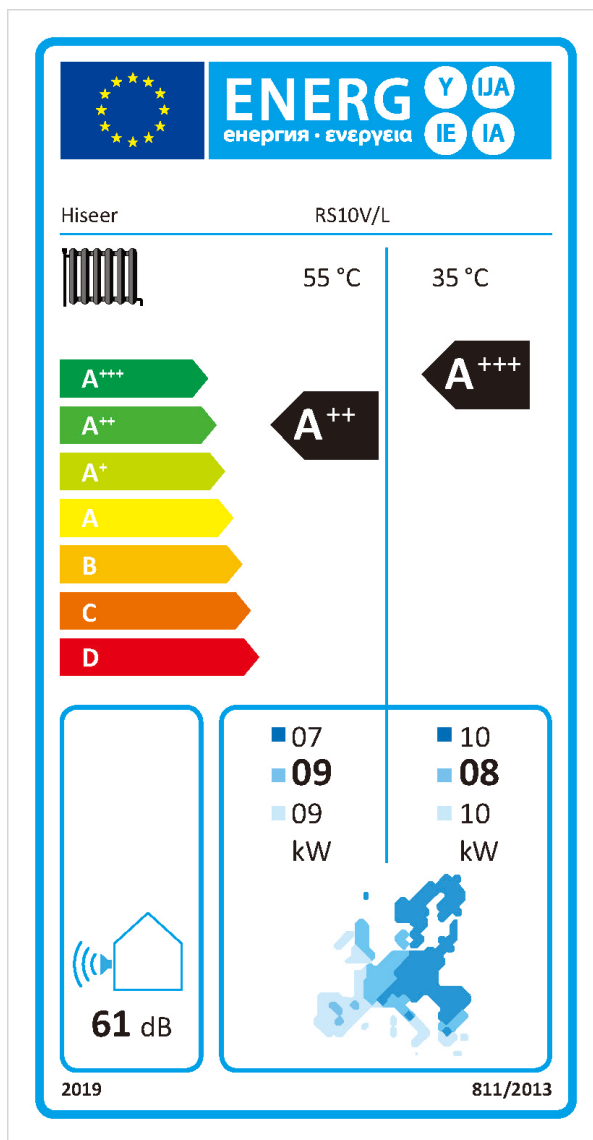 ENERG Y IJA
енергия · ενεργεια IE IA
Hiseer RS10V/L
55 °C 35 °C
A+++
A+++
A++
A++
A+
A
B
C
D
07 10
09 08
09 10
kW kW
61 dB
2019 811/2013